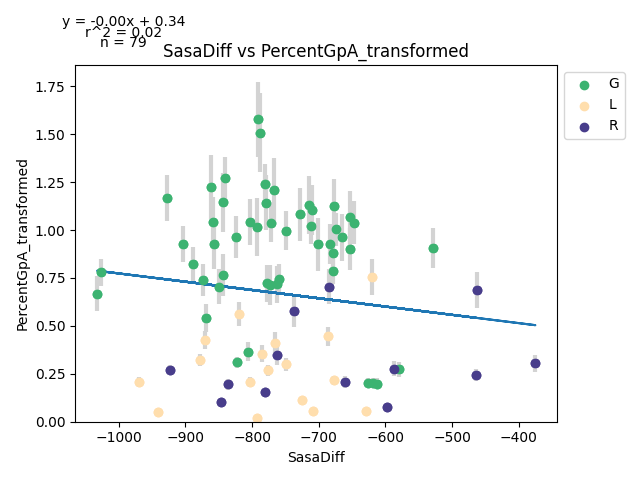 y = -0.00x + 0.34
r^2 = 0.02
n = 79
SasaDiff vs PercentGpA_transformed
G
L
R
PercentGpA_transformed
1.75
1.50
1.25
1.00
0.75
0.50
0.25
0.00
−1000 −900 −800 −700 −600 −500 −400
SasaDiff